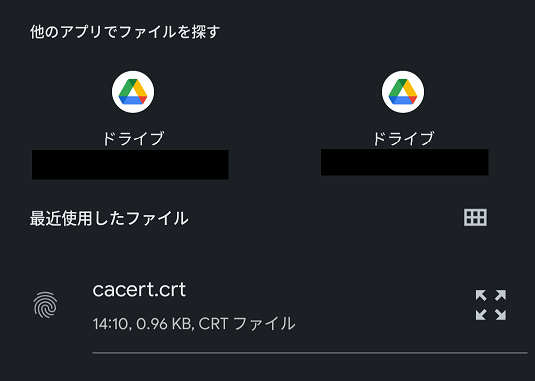 他のアプリでファイルを探す
ドライブ ドライブ
最近使用したファイル
cacert.crt
14:10, 0.96 KB, CRT ファイル